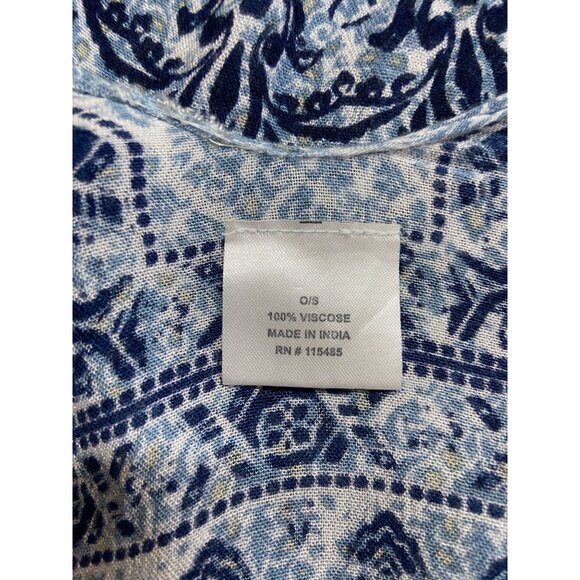 O/S
100% VISCOSE
MADE IN INDIA
RN # 115485